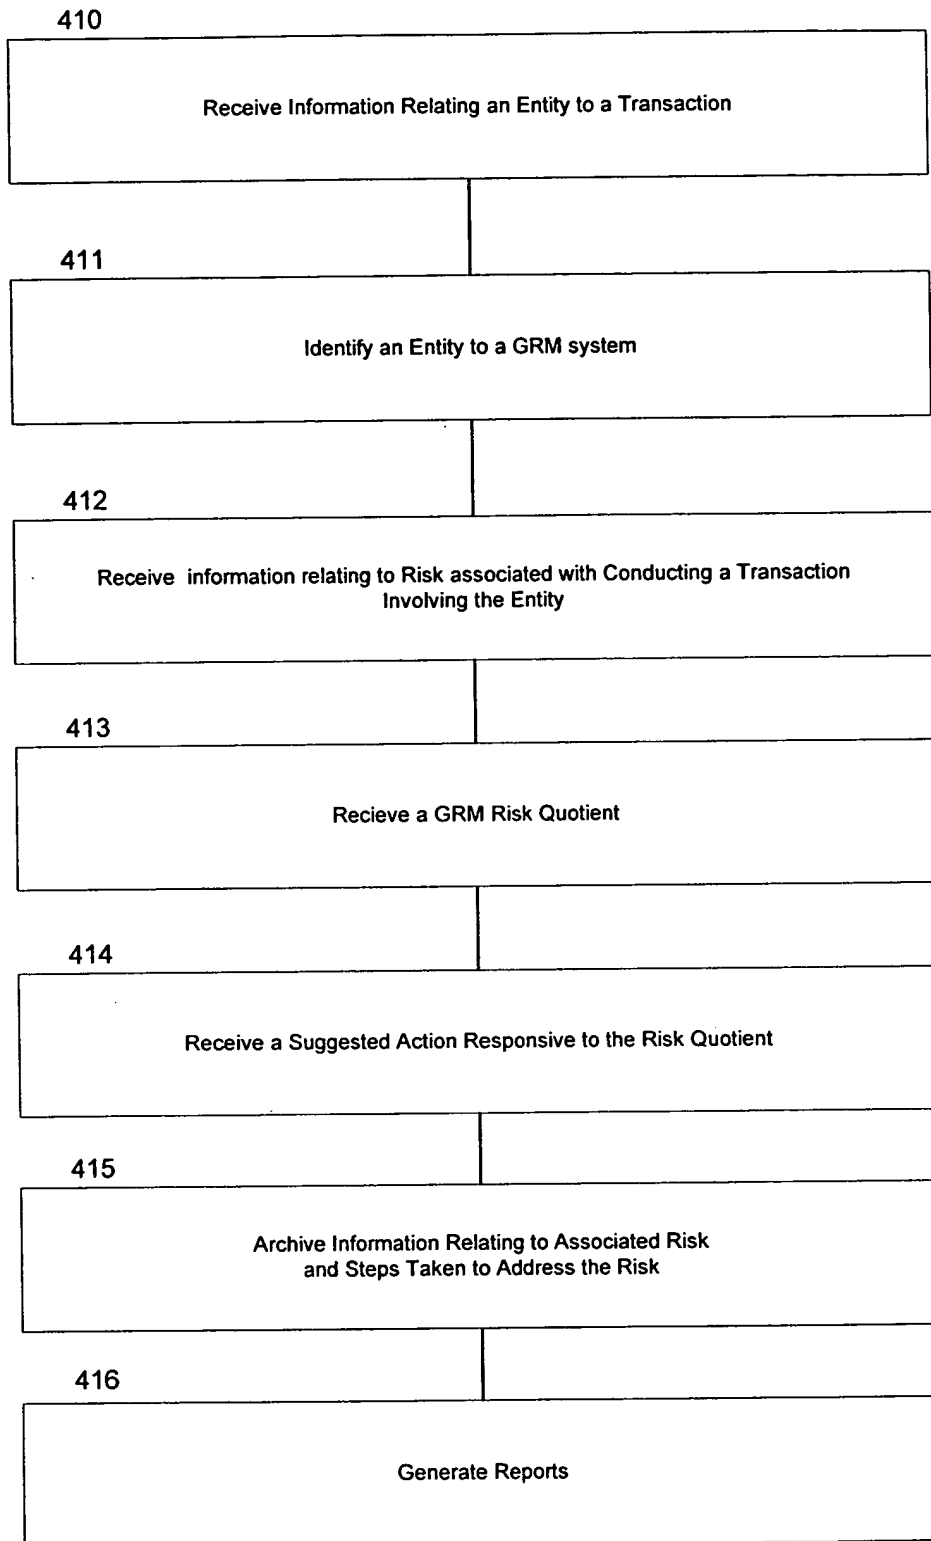 410
Receive Information Relating an Entity to a Transaction
411
Identify an Entity to a GRM system
412
Receive information relating to Risk associated with Conducting a Transaction
Involving the Entity
413
Recieve a GRM Risk Quotient
414
Receive a Suggested Action Responsive to the Risk Quotient
415
Archive Information Relating to Associated Risk
and Steps Taken to Address the Risk
416
Generate Reports